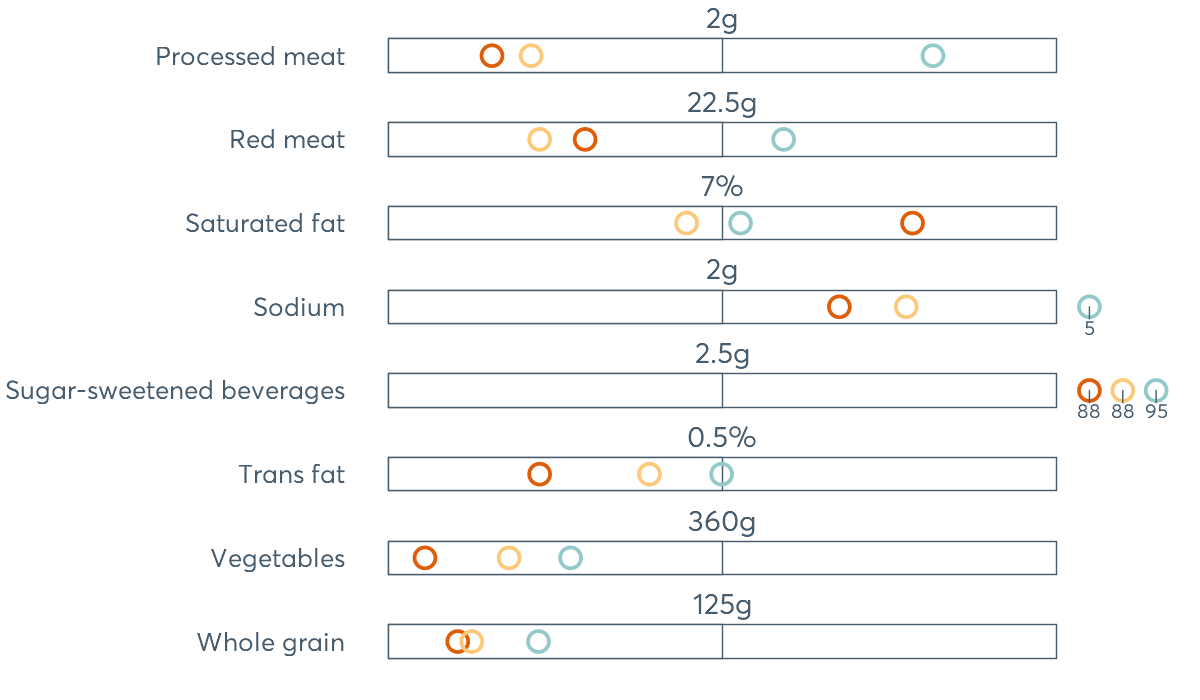 2g
Processed meat
22.5g
Red meat
7%
Saturated fat
2g
Sodium
5
2.5g
Sugar-sweetened beverages
88 88 95
0.5%
Trans fat
360g
Vegetables
125g
Whole grain